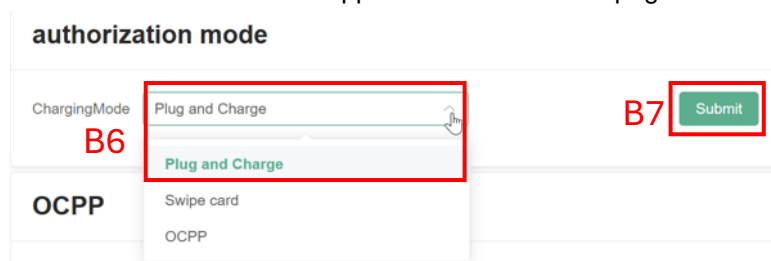 authorization mode
ChargingMode Plug and Charge B7 Submit
B6
Plug and Charge
OCPP Swipe card
OCPP